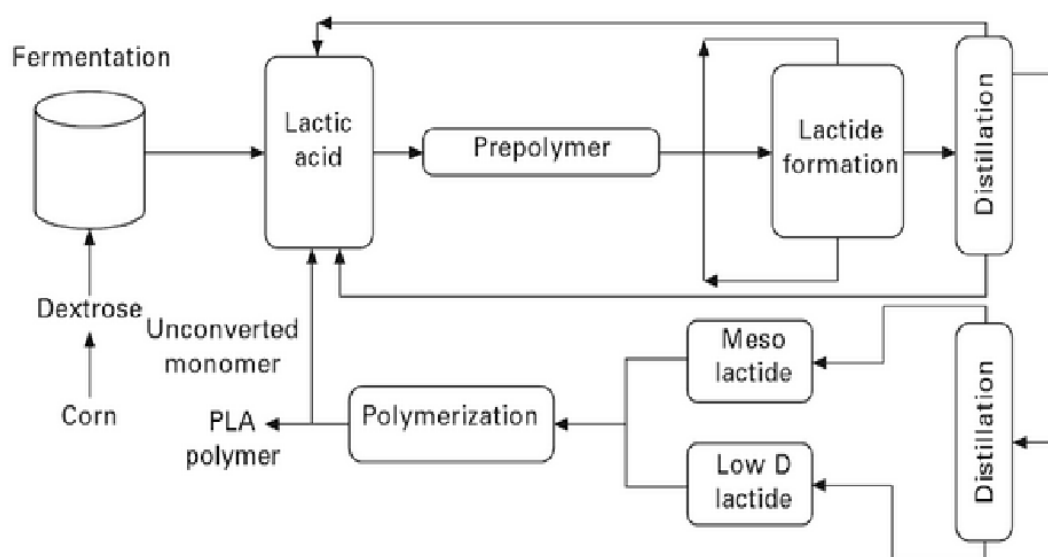 Fermentation
Lactic
acid
Prepolymer
Lactide
formation
Distillation
Dextrose
Corn
Unconverted
monomer
PLA
polymer
Polymerization
Meso
lactide
Low D
lactide
Distillation